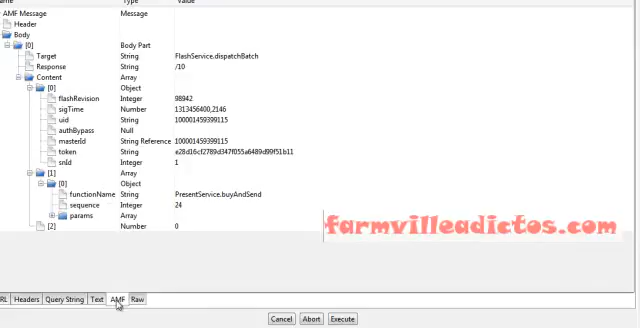 Name Type Value
AMF Message
Header
Body
[0] Body Part
Target String FlashService.dispatchBatch
Response String /10
Content Array
[0] Object
flashRevision Integer 98942
sigTime Number 1313456400,2146
uid String 100001459399115
authBypass Null
masterId String Reference 100001459399115
token String e28d16cf2789d347f055a6489d99f51b11
snId Integer 1
[1] Array
[0] Object
functionName String PresentService.buyAndSend
sequence Integer 24
params Array
[2] Number 0
farmvilleadictos.com
RL Headers Query String Text AMF Raw
Cancel Abort Execute